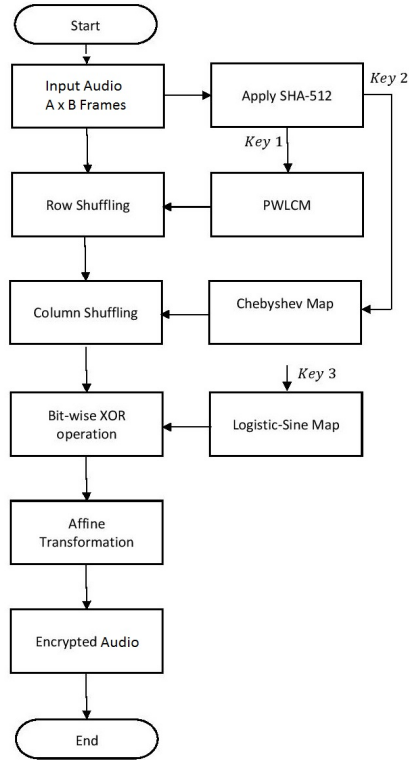 Start
Input Audio
A x B Frames
Apply SHA-512
Key 2
Key 1
Row Shuffling
PWLCM
Column Shuffling
Chebyshev Map
Key 3
Bit-wise XOR
operation
Logistic-Sine Map
Affine
Transformation
Encrypted Audio
End